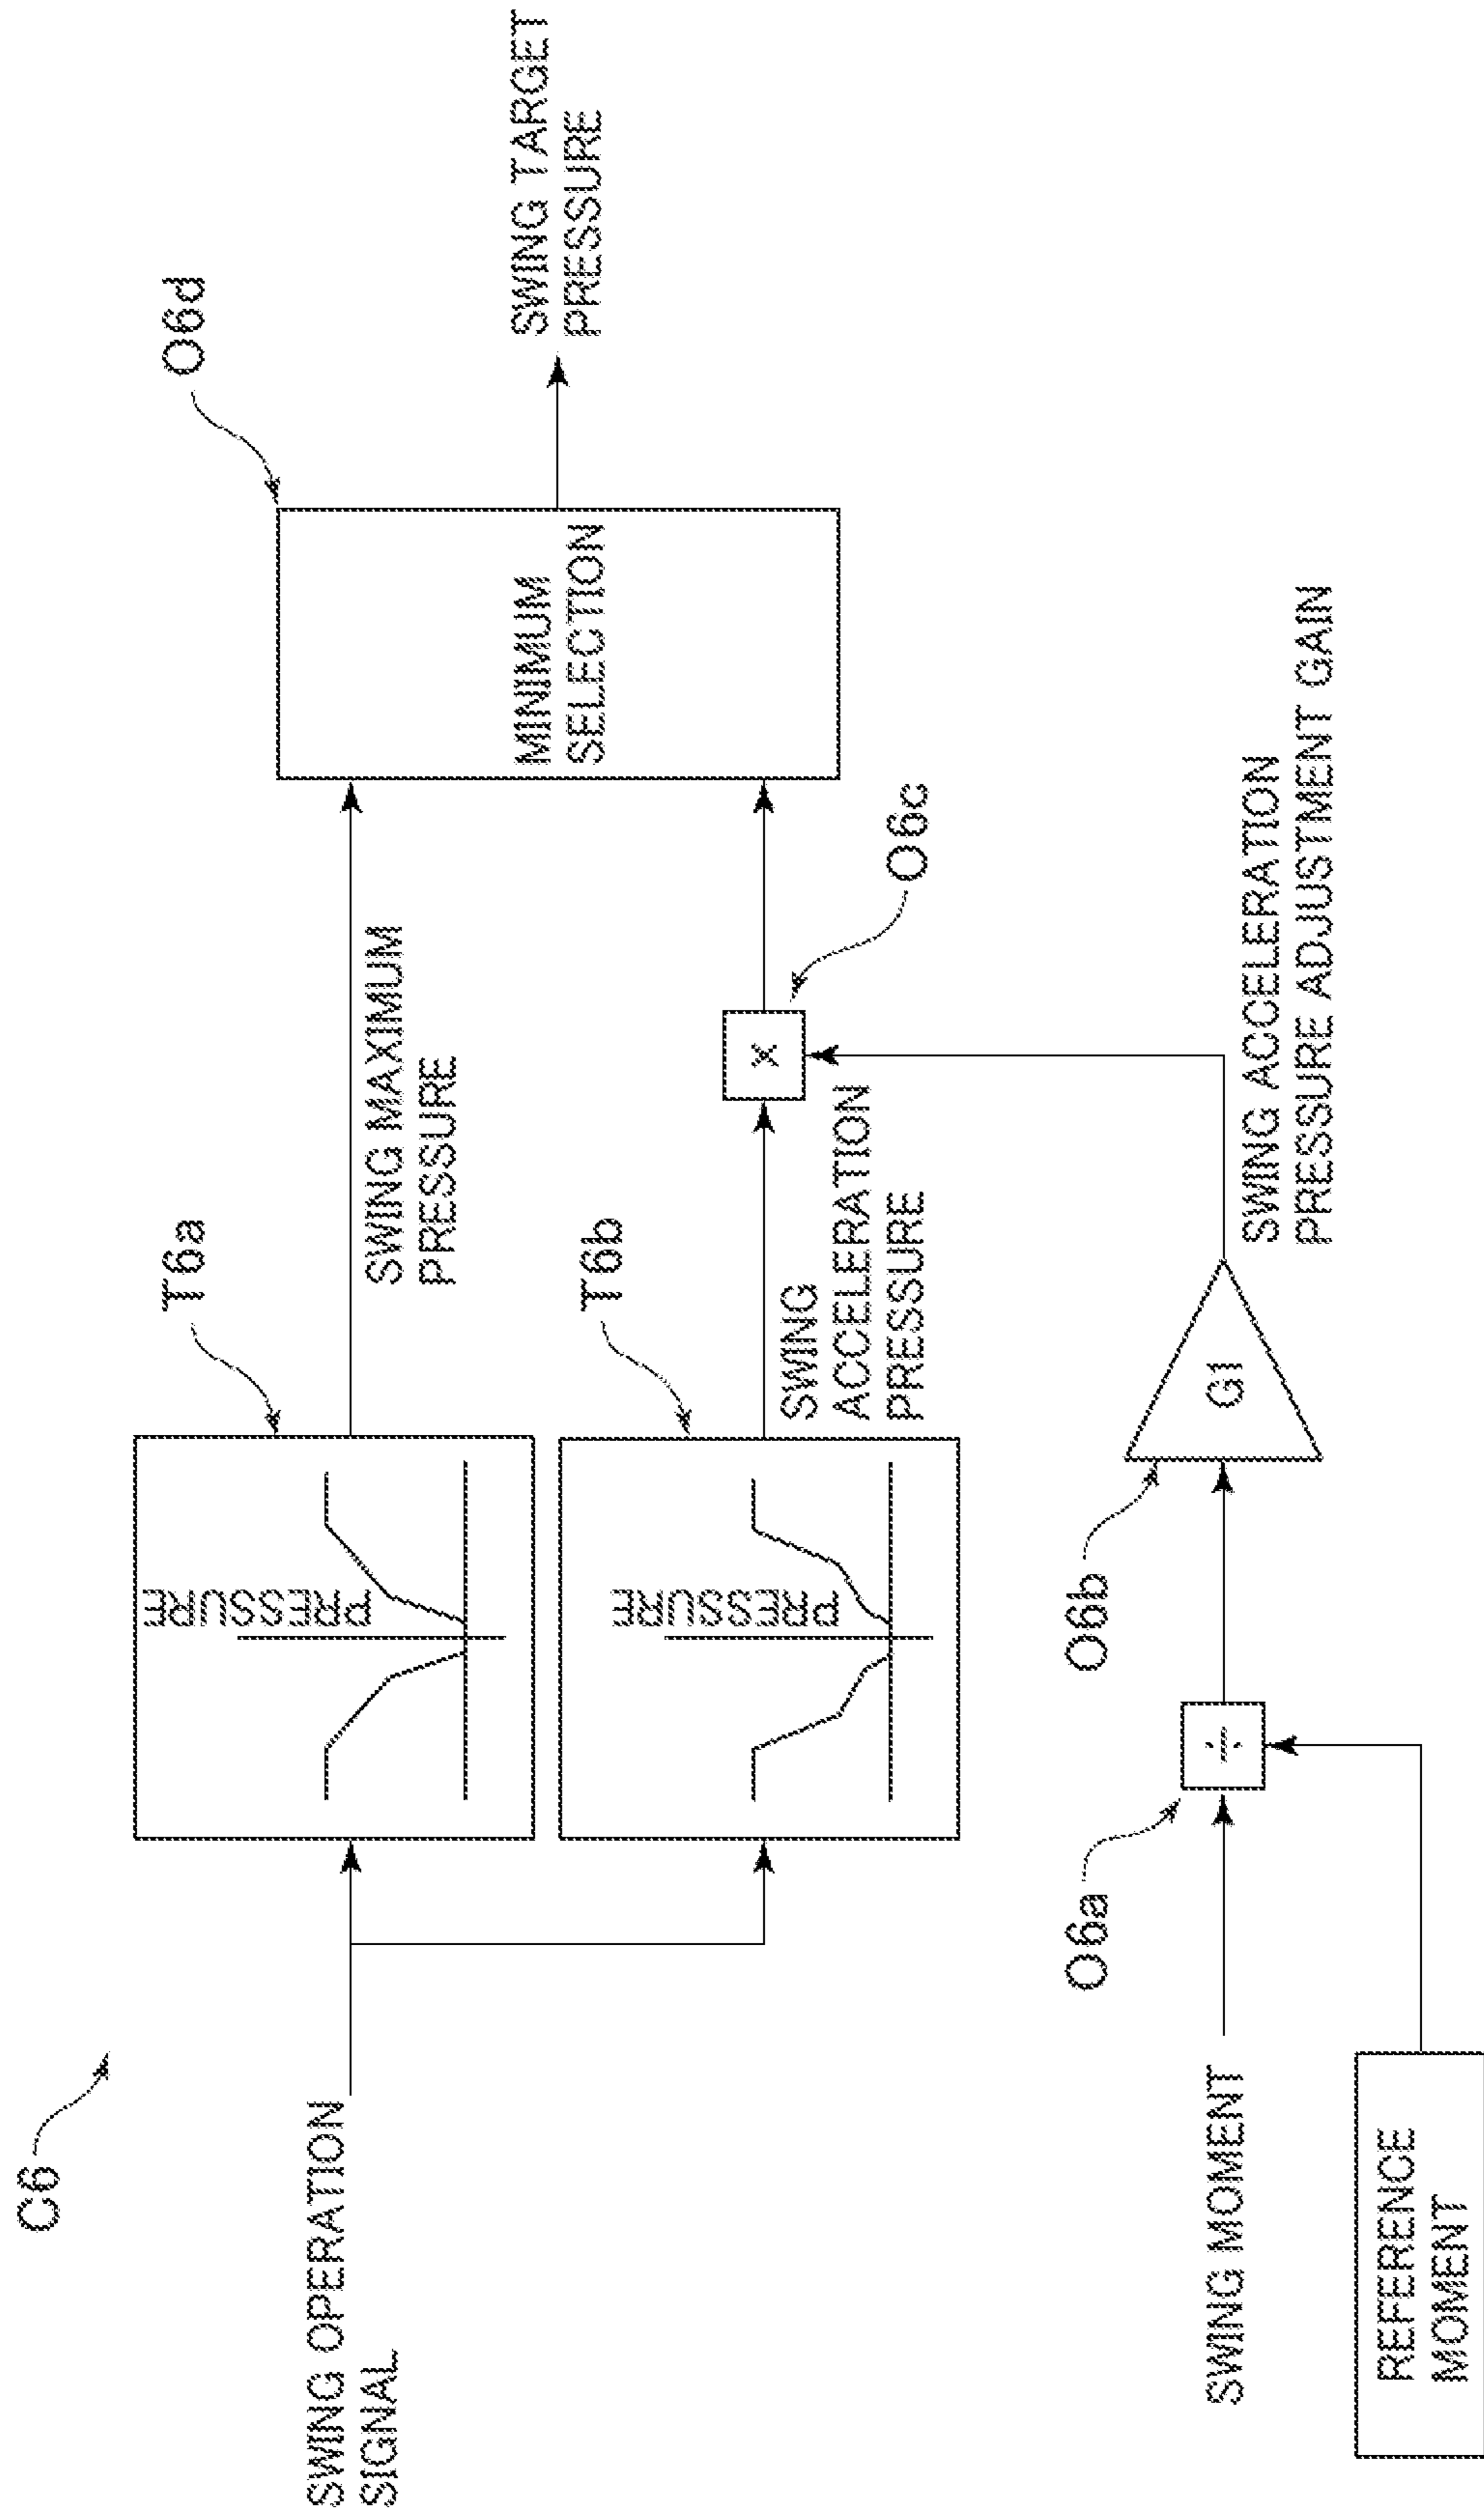 C6
SWING OPERATION
SIGNAL
T6a
PRESSURE
SWING MAXIMUM
PRESSURE
T6b
PRESSURE
SWING
ACCELERATION
PRESSURE
×
O6c
MINIMUM
SELECTION
O6d
SWING TARGET
PRESSURE
SWING MOMENT
O6a
÷
REFERENCE
MOMENT
O6b
G1
SWING ACCELERATION
PRESSURE ADJUSTMENT GAIN